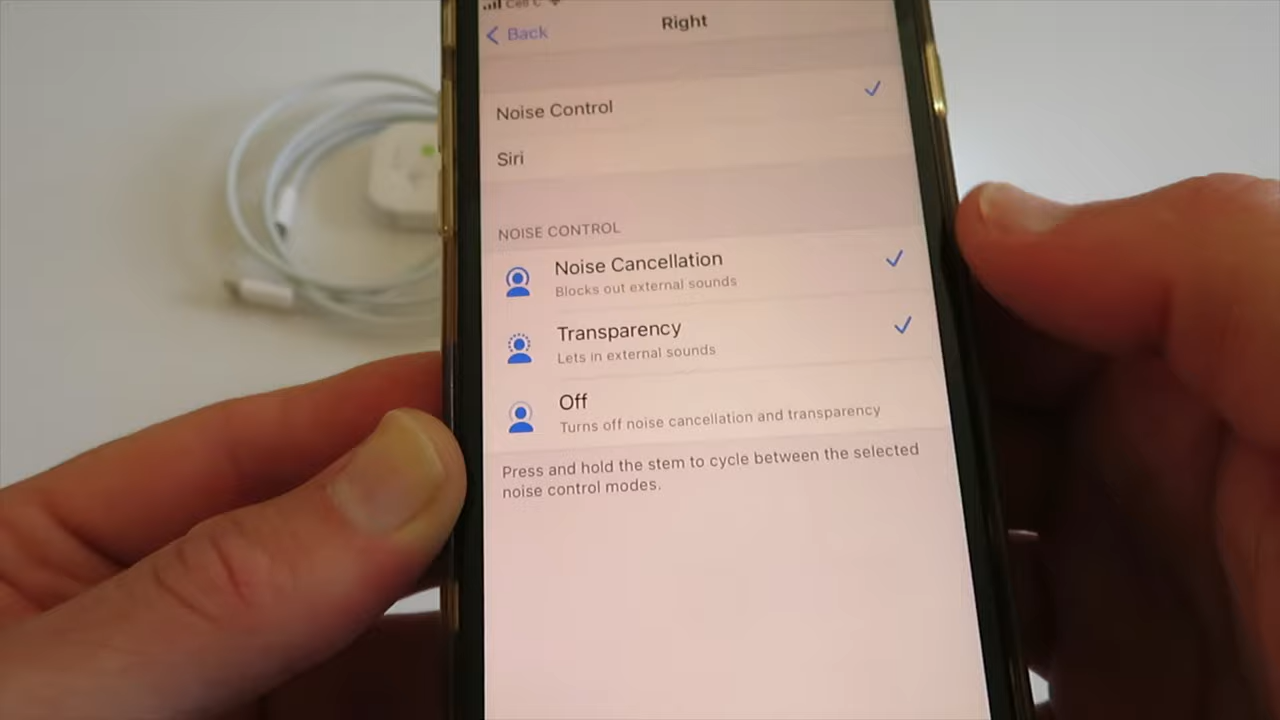 Cell C
Back
Right
Noise Control
Siri
NOISE CONTROL
Noise Cancellation
Blocks out external sounds
Transparency
Lets in external sounds
Off
Turns off noise cancellation and transparency
Press and hold the stem to cycle between the selected
noise control modes.